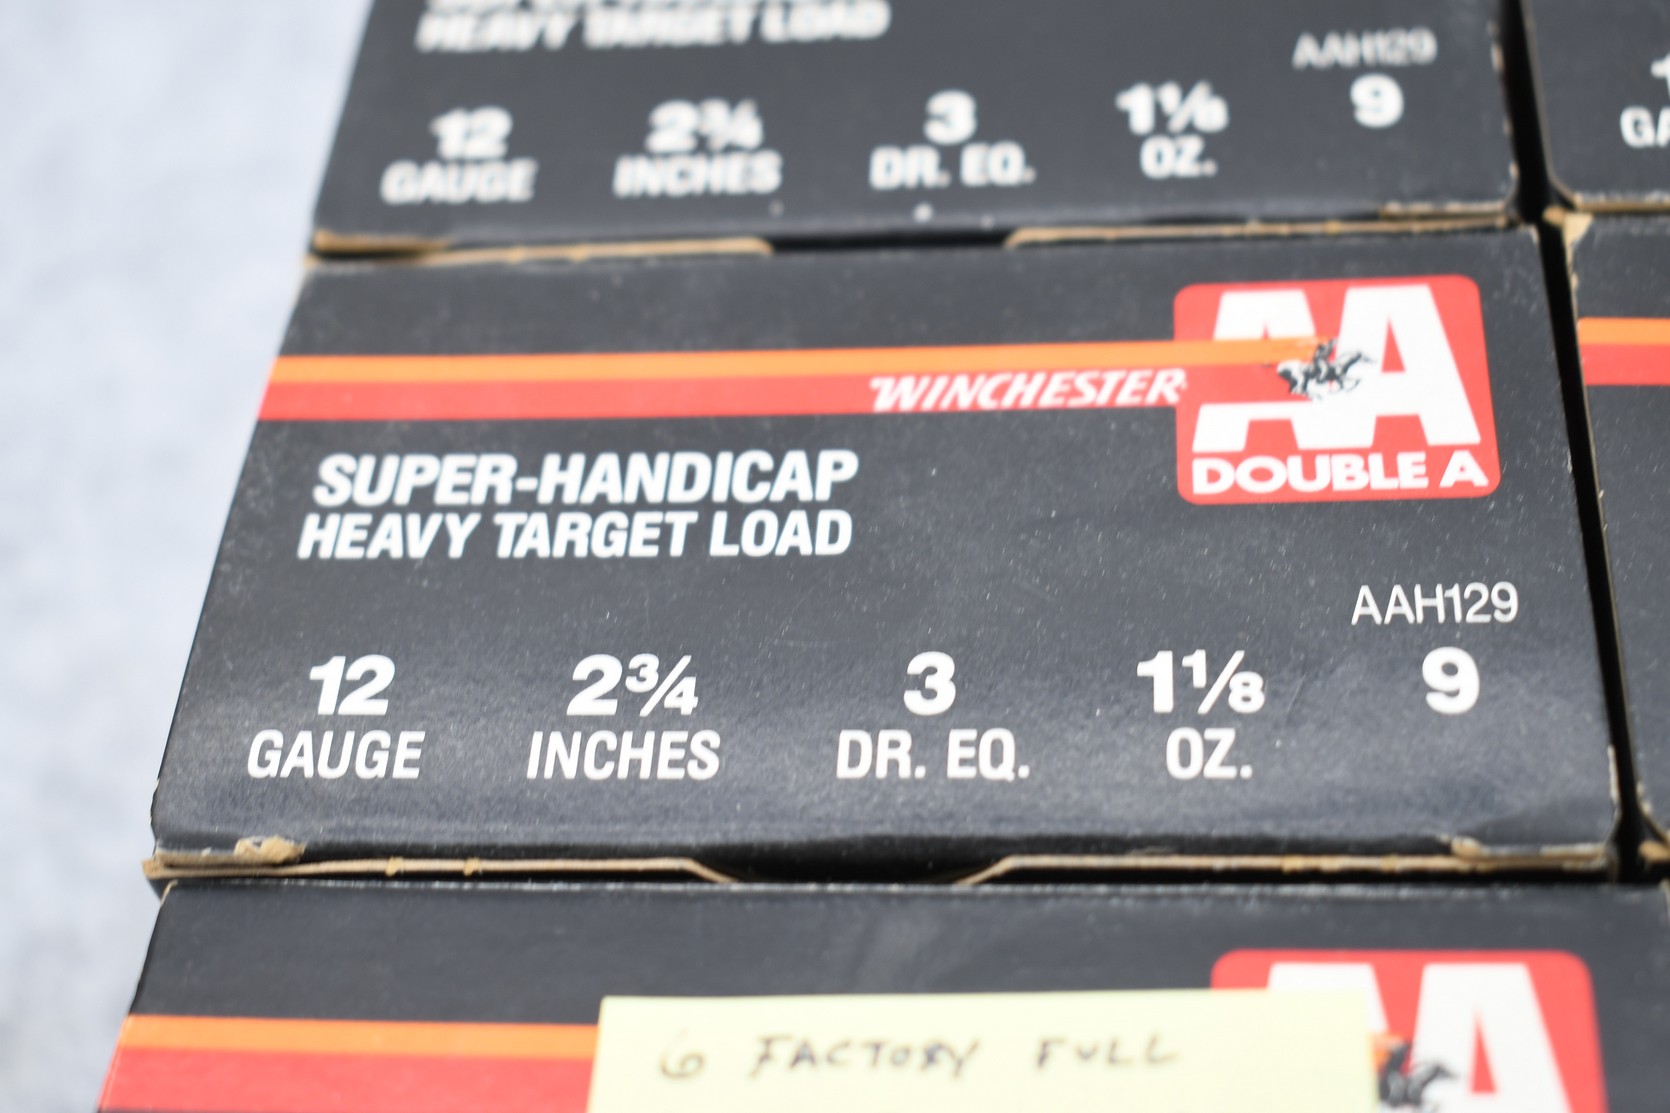 HEAVY TARGET LOAD
AAH129
12 2¾ 3 1⅛ 9
GAUGE INCHES DR. EQ. OZ.
GA
AA
WINCHESTER
DOUBLE A
SUPER-HANDICAP
HEAVY TARGET LOAD
AAH129
12 2¾ 3 1⅛ 9
GAUGE INCHES DR. EQ. OZ.
AA
6 FACTORY FULL